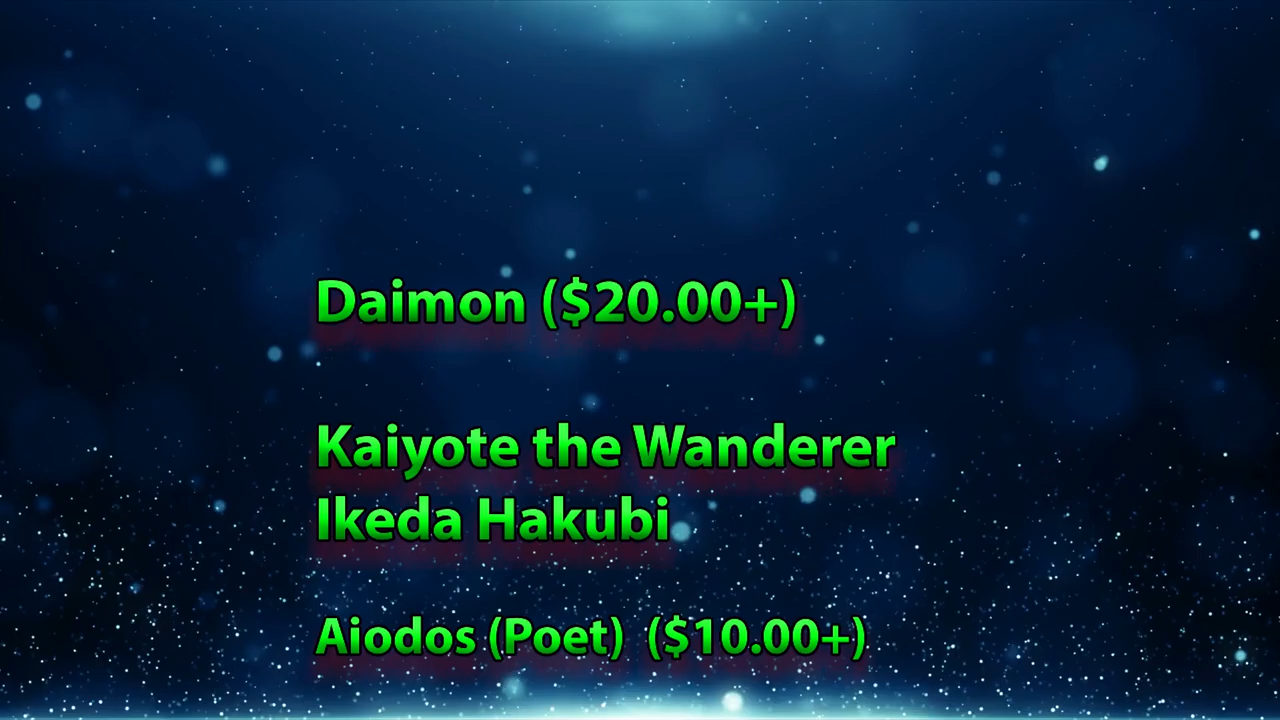 Daimon ($20.00+)
Kaiyote the Wanderer
Ikeda Hakubi
Aiodos (Poet) ($10.00+)